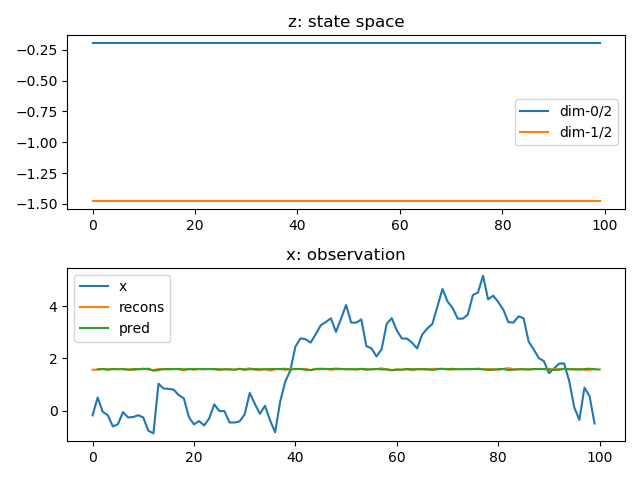 z: state space
−0.25
−0.50
−0.75
−1.00
−1.25
−1.50
dim-0/2
dim-1/2
0 20 40 60 80 100
x: observation
4
2
0
x
recons
pred
0 20 40 60 80 100